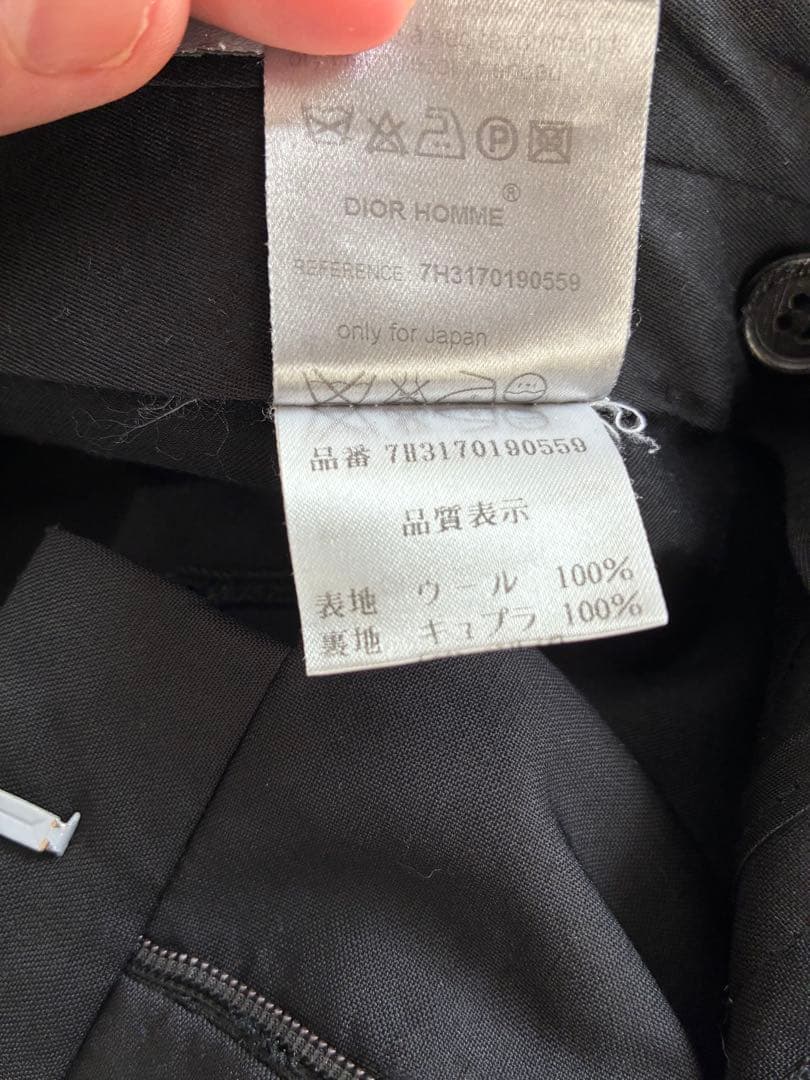 DIOR HOMME®
REFERENCE : 7H3170190559
only for Japan
品番 7H3170190559
品質表示
表地 ウール 100%
裏地 キュプラ 100%